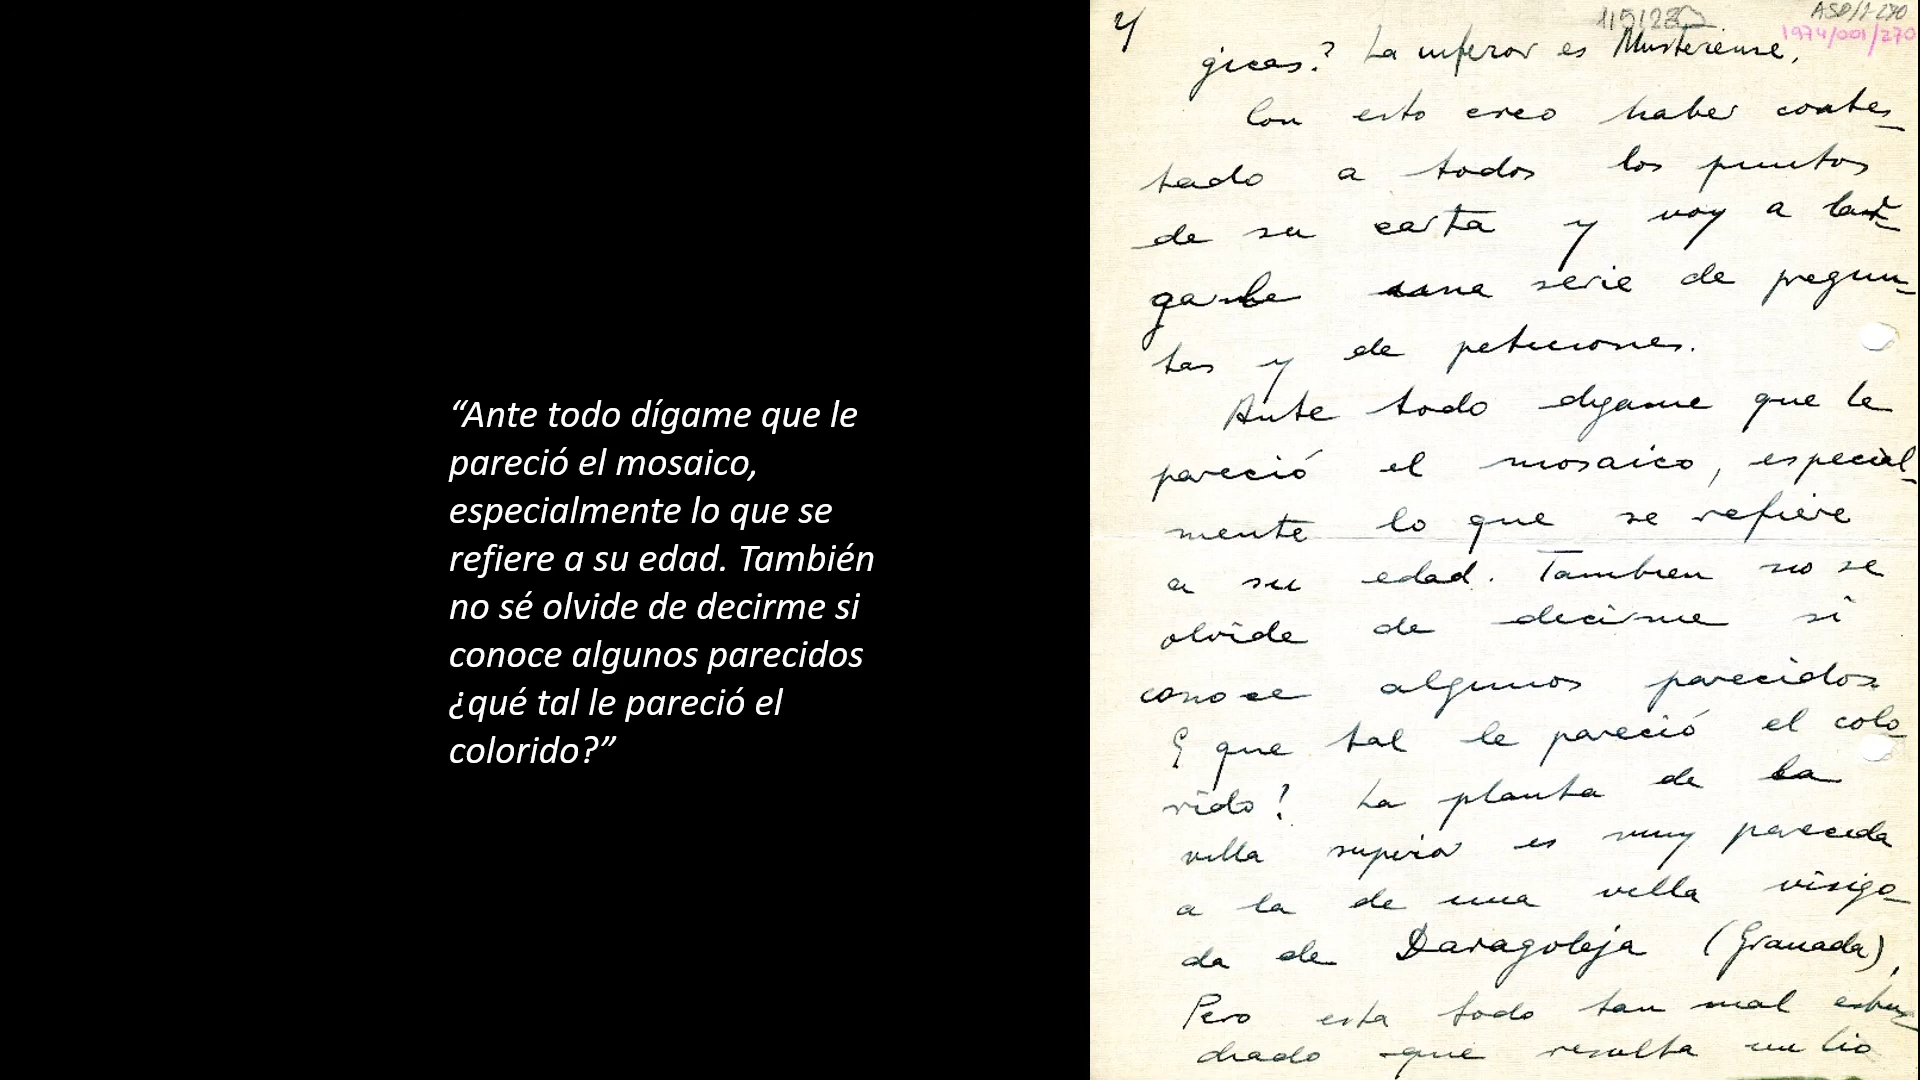 “Ante todo dígame que le
pareció el mosaico,
especialmente lo que se
refiere a su edad. También
no sé olvide de decirme si
conoce algunos parecidos
¿qué tal le pareció el
colorido?”
4
115/28
ASD/1-270
1974/001/270
gicas? La inferior es Musteriense.
Con esto creo haber contes-
tado a todos los puntos
de su carta y voy a
garle una serie de pregun-
tas y de peticiones.
Ante todo digame que le
pareció el mosaico, especial-
mente lo que se refiere
a su edad. Tambien no se
olvide de decirme si
conoce algunos parecidos
¿ que tal le pareció el colo-
rido? La planta de la
villa superior es muy parecida
a la de una villa visigo-
da de Daragoleja (Granada),
Pero esta todo tan mal estu-
diado que resulta un lio